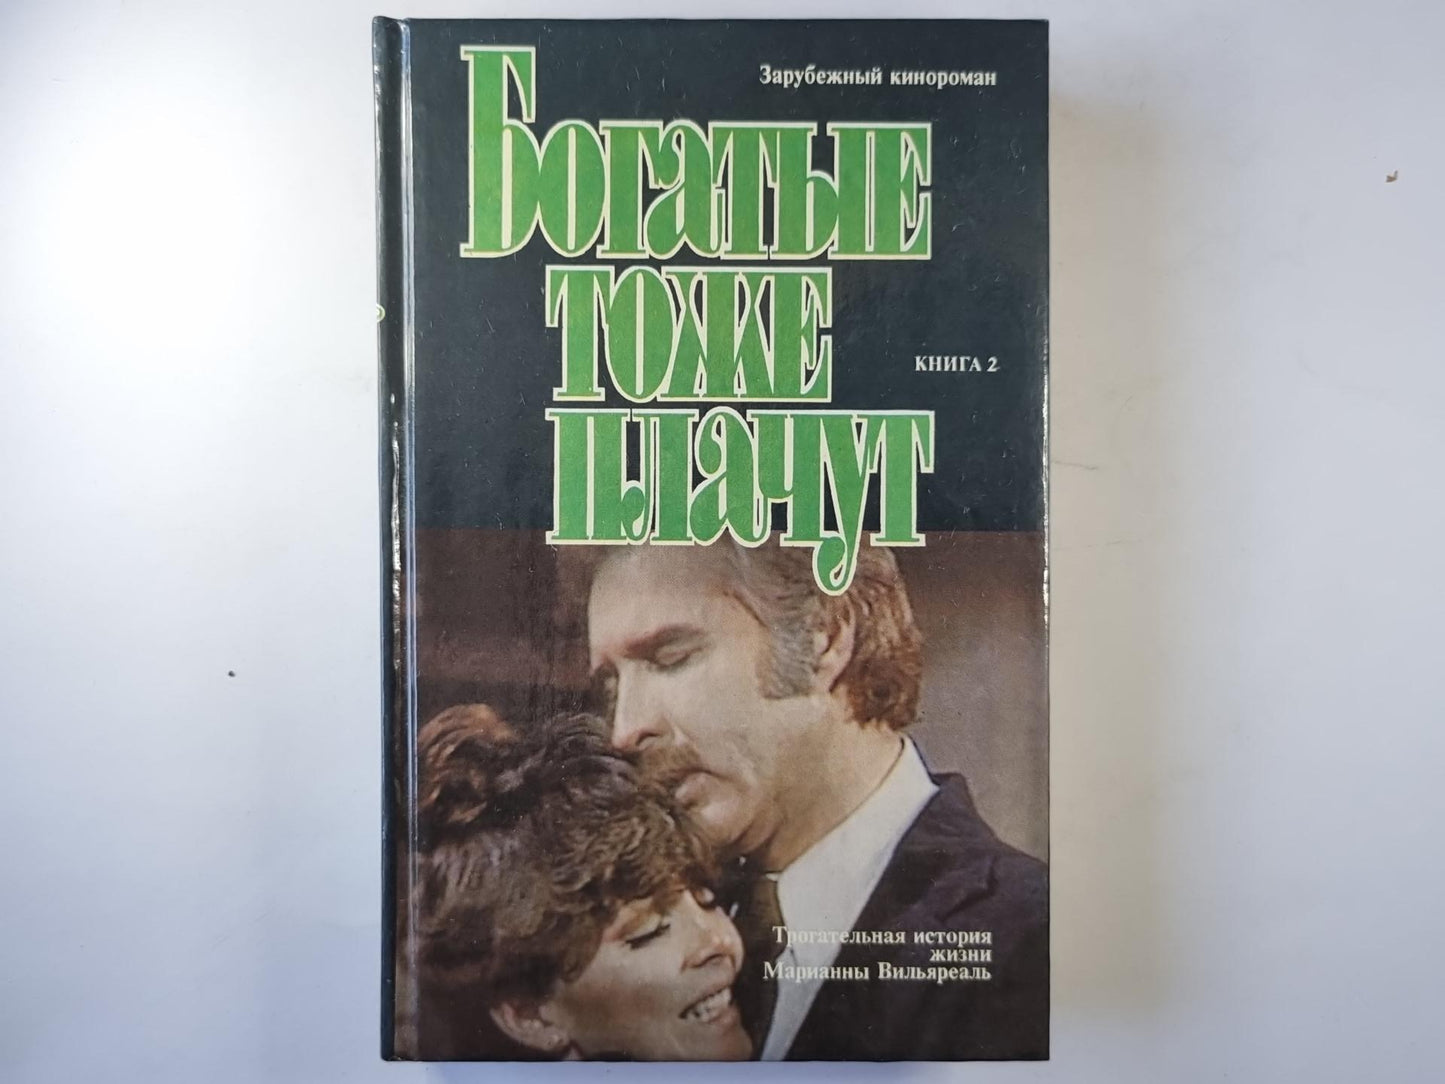 Зарубежный кинороман
Богатые
тоже
плачут
КНИГА 2
Трогательная история
жизни
Марианны Вильяреаль